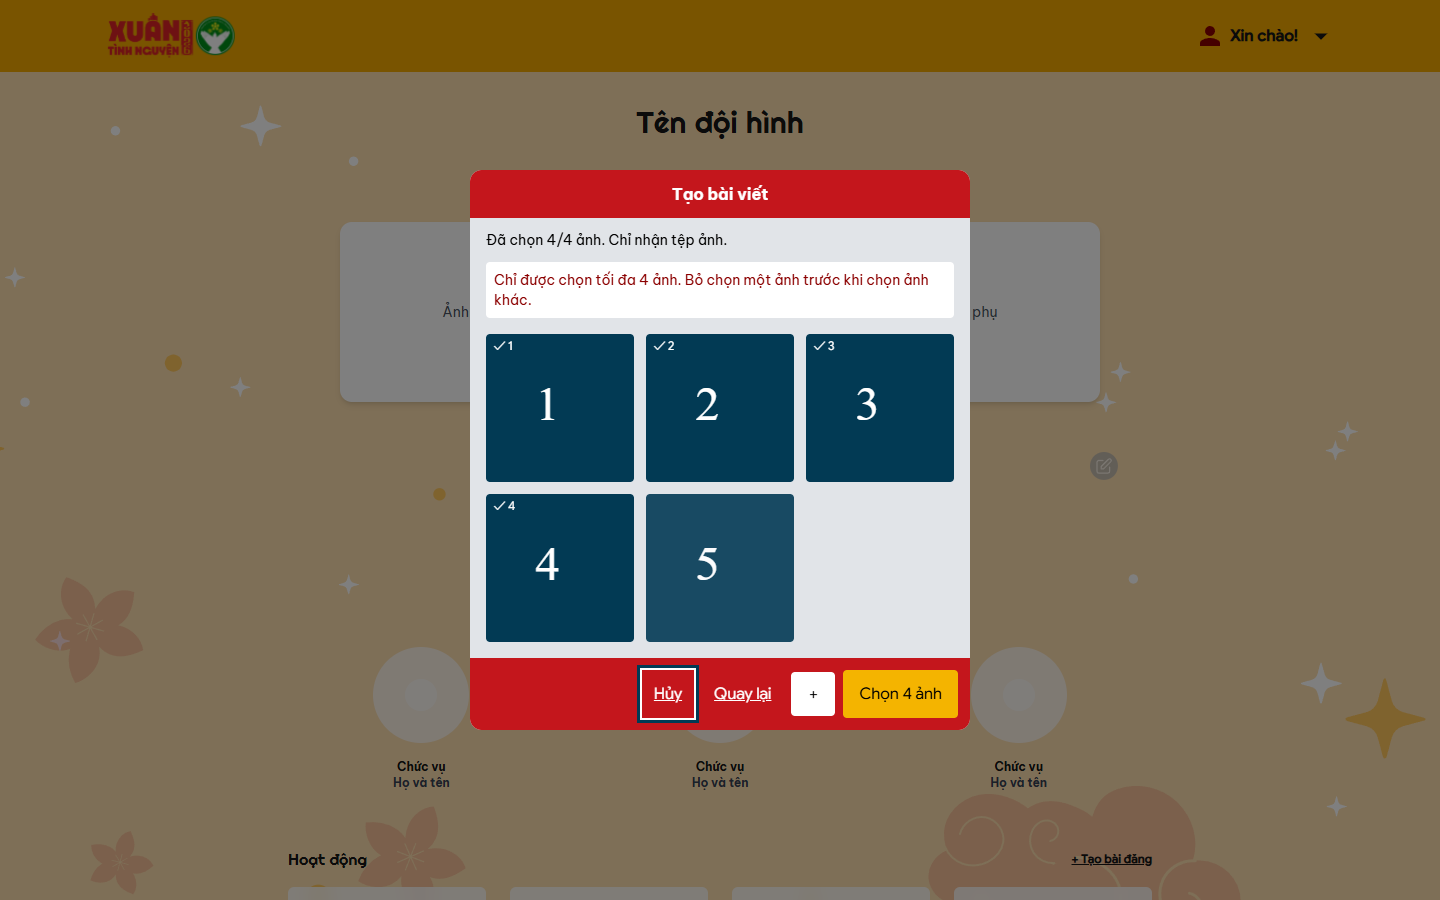 XUÂN
TÌNH NGUYỆN
Xin chào!
Tên đội hình
Tạo bài viết
Đã chọn 4/4 ảnh. Chỉ nhận tệp ảnh.
Chỉ được chọn tối đa 4 ảnh. Bỏ chọn một ảnh trước khi chọn ảnh
khác.
Ảnh
phụ
1
2
3
1
2
3
4
4
5
Hủy
Quay lại
+
Chọn 4 ảnh
Chức vụ
Họ và tên
Chức vụ
Họ và tên
Chức vụ
Họ và tên
Hoạt động
+ Tạo bài đăng